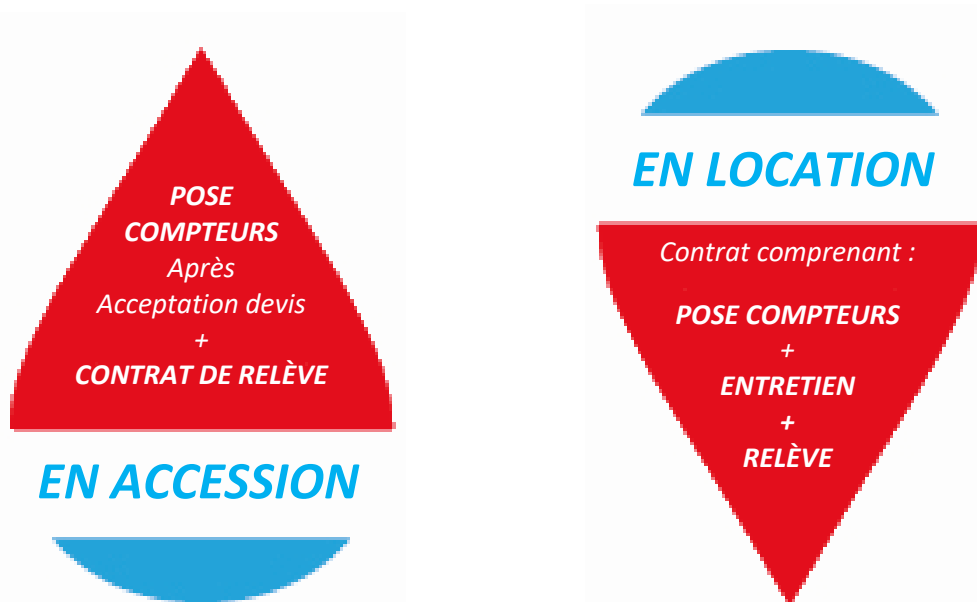 POSE
COMPTEURS
Après
Acceptation devis
+
CONTRAT DE RELÈVE
EN ACCESSION
EN LOCATION
Contrat comprenant :
POSE COMPTEURS
+
ENTRETIEN
+
RELÈVE